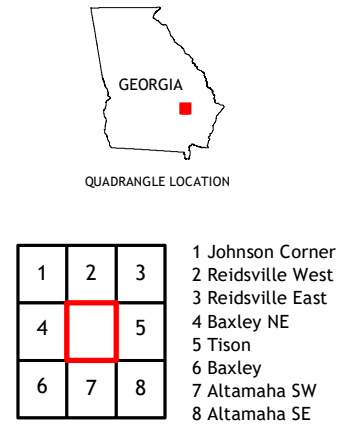 GEORGIA
QUADRANGLE LOCATION
1 2 3
4 5
6 7 8
1 Johnson Corner
2 Reidsville West
3 Reidsville East
4 Baxley NE
5 Tison
6 Baxley
7 Altamaha SW
8 Altamaha SE